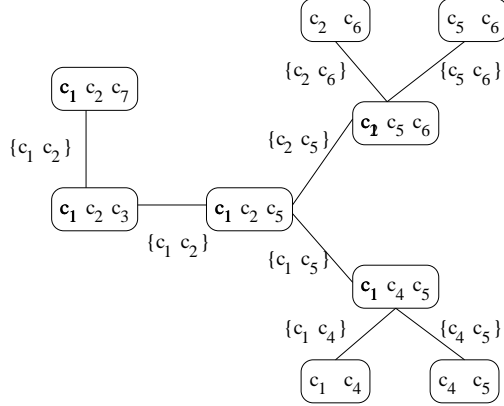 c₂ c₆
c₅ c₆
{c₂ c₆}
{c₅ c₆}
c₁ c₂ c₇
c₅ c₆
{c₁ c₂}
{c₂ c₅}
c₁ c₂ c₃
c₁ c₂ c₅
{c₁ c₂}
{c₁ c₅}
c₁ c₄ c₅
{c₁ c₄}
{c₄ c₅}
c₁ c₄
c₄ c₅